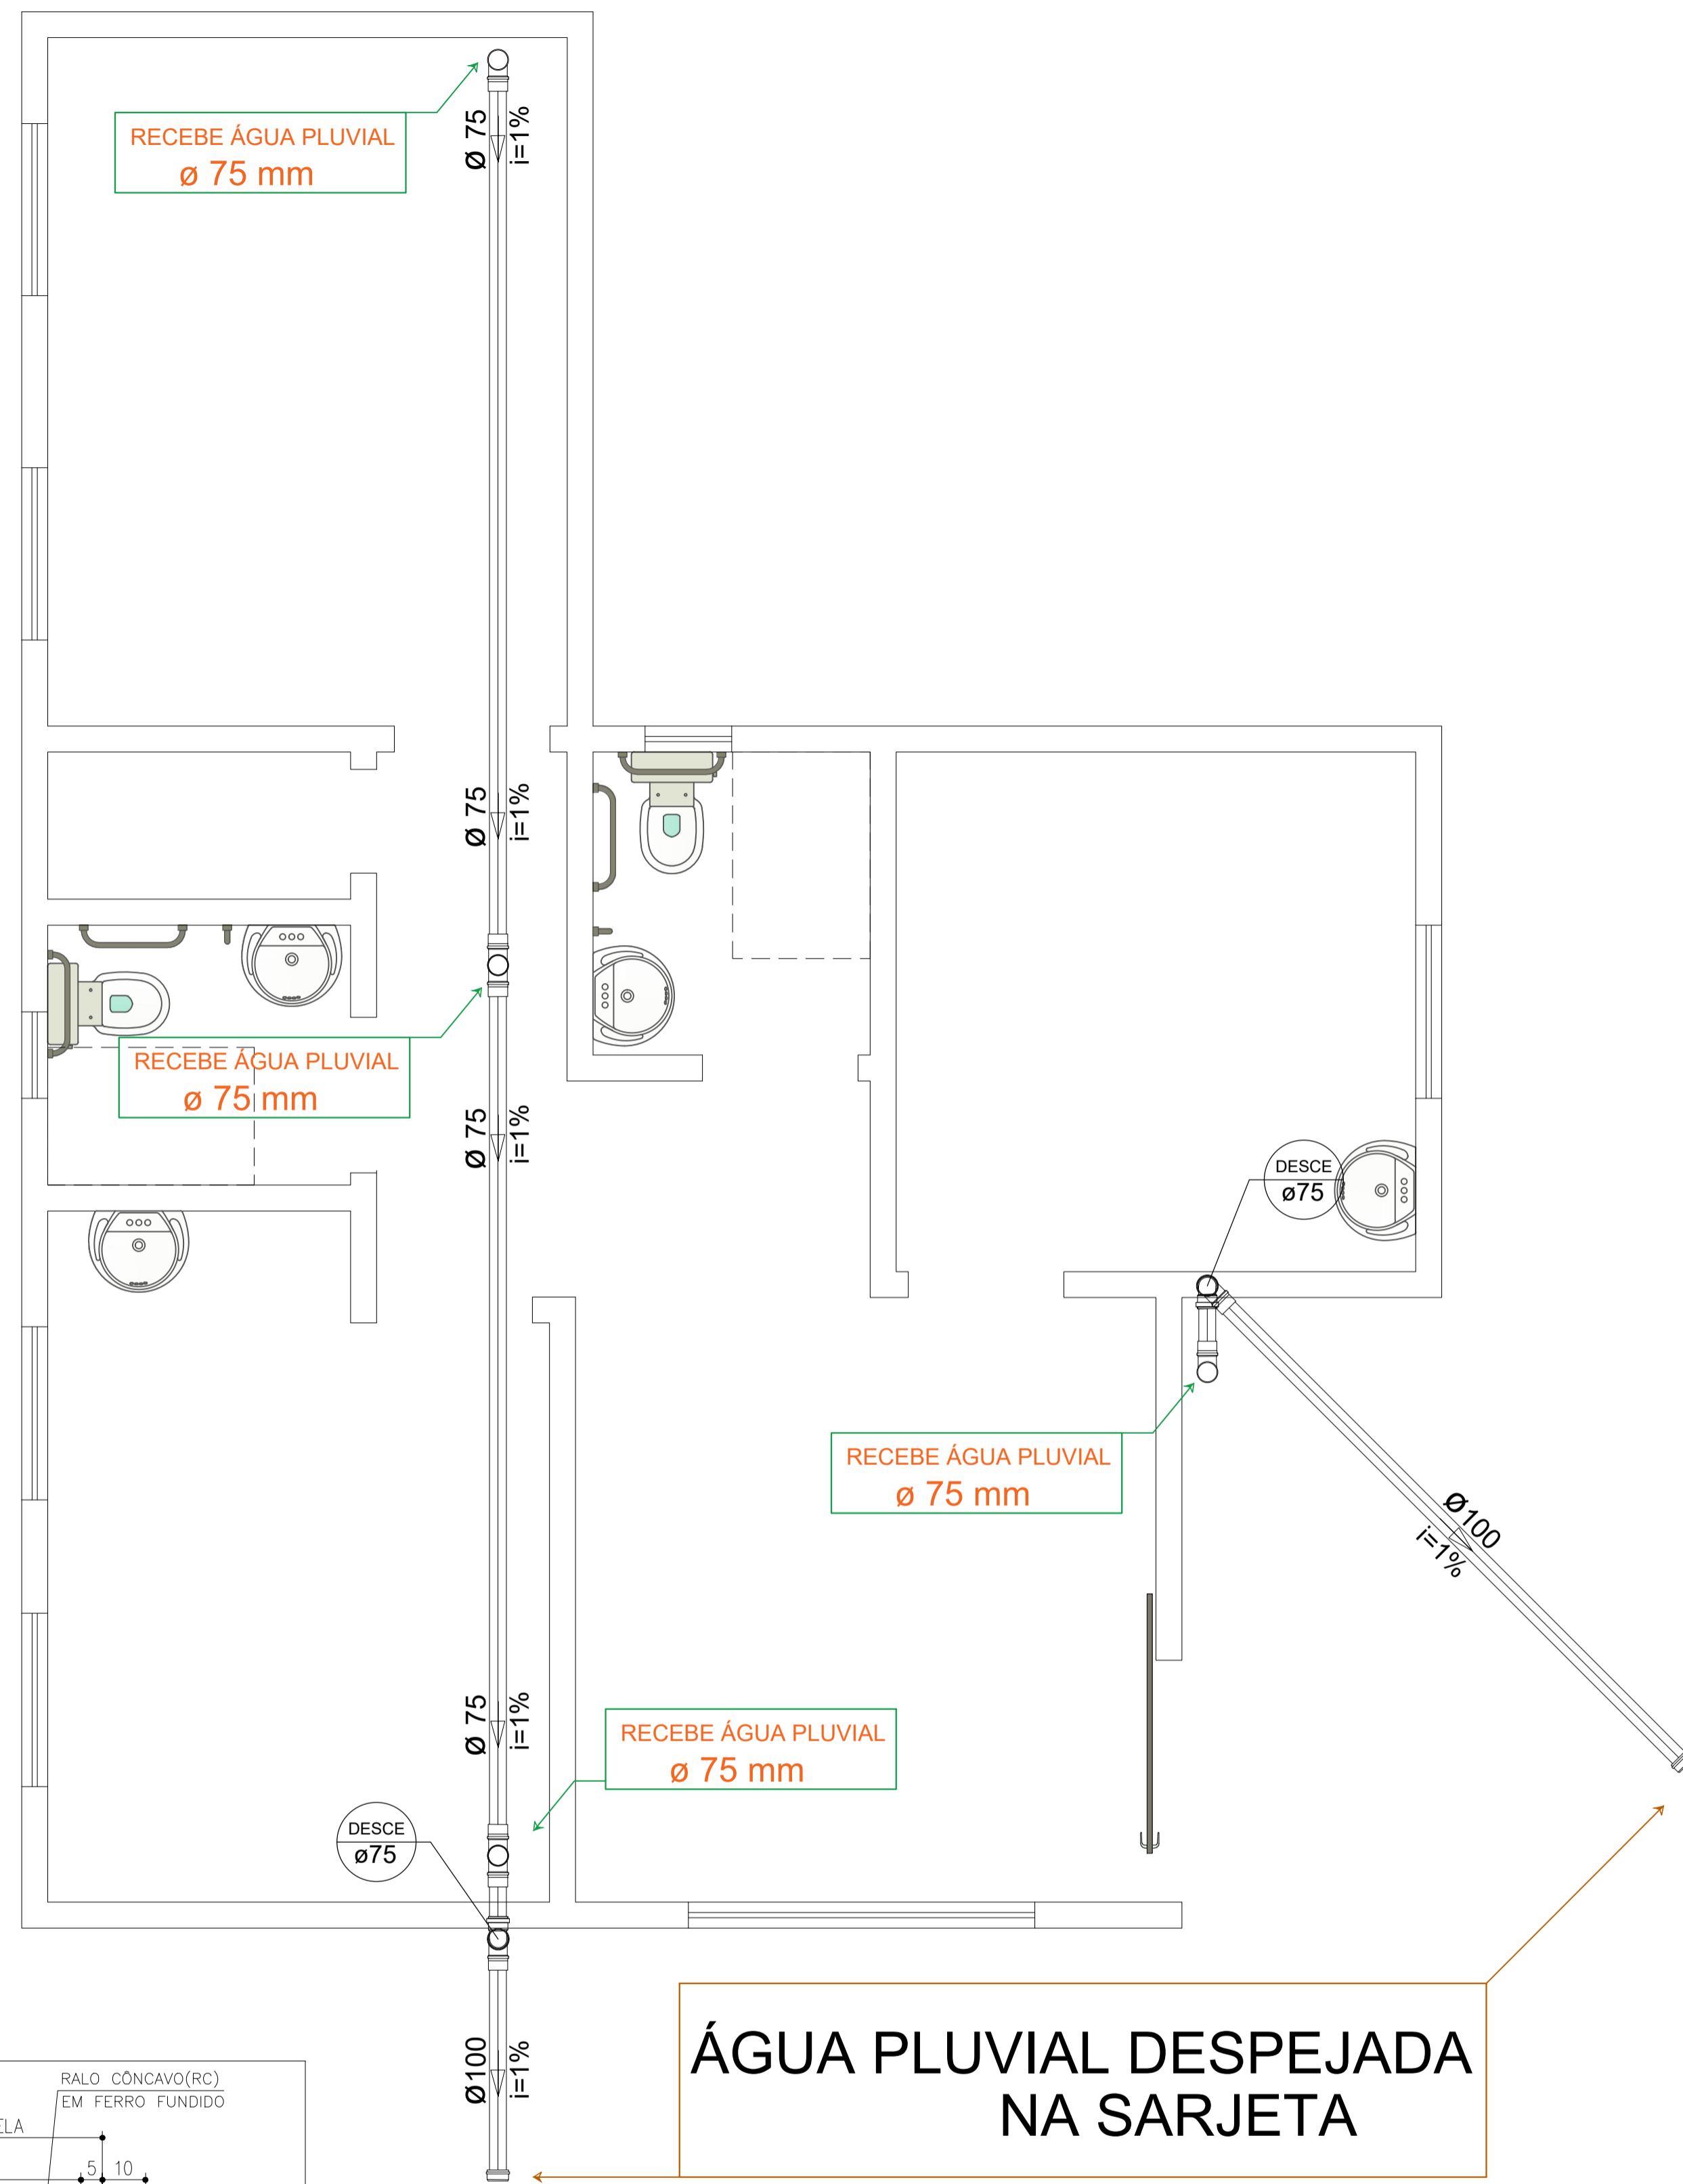 RECEBE ÁGUA PLUVIAL
ø 75 mm
Ø 75
i=1%
Ø 75
i=1%
RECEBE ÁGUA PLUVIAL
ø 75 mm
Ø 75
i=1%
DESCE
ø75
RECEBE ÁGUA PLUVIAL
ø 75 mm
Ø100
i=1%
Ø 75
i=1%
RECEBE ÁGUA PLUVIAL
ø 75 mm
DESCE
ø75
Ø100
i=1%
ÁGUA PLUVIAL DESPEJADA
NA SARJETA
RALO CÔNCAVO(RC)
EM FERRO FUNDIDO
ELA
5 10